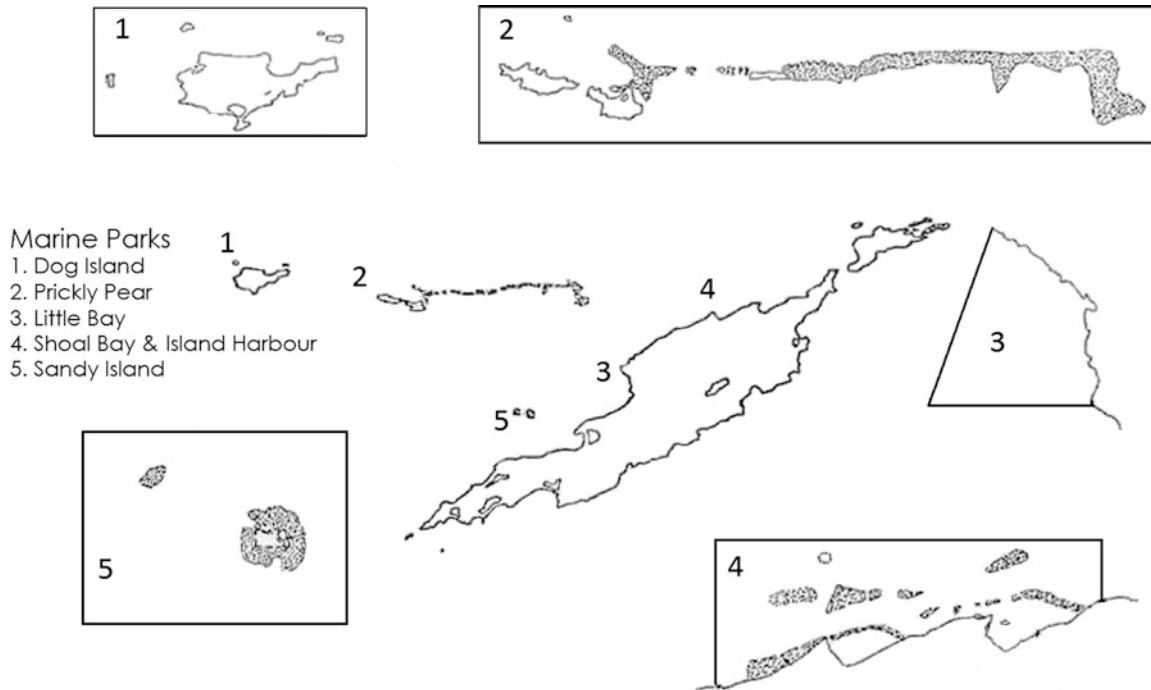 1
2
Marine Parks
1. Dog Island
2. Prickly Pear
3. Little Bay
4. Shoal Bay & Island Harbour
5. Sandy Island
1
2
4
3
5
3
5
4